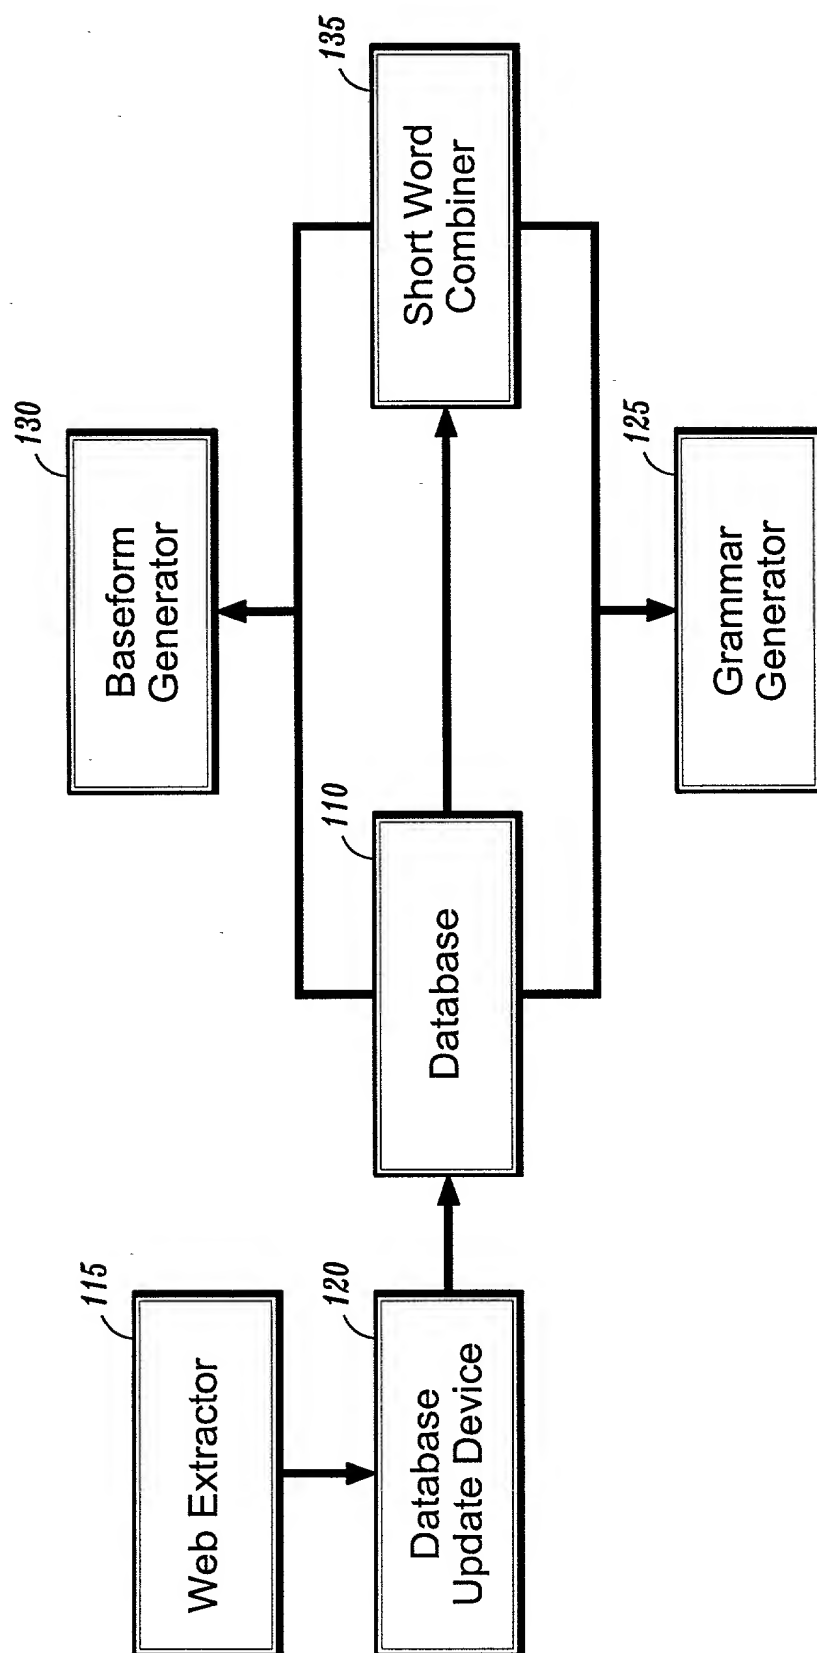 115
Web Extractor
120
Database
Update Device
110
Database
130
Baseform
Generator
125
Grammar
Generator
135
Short Word
Combiner